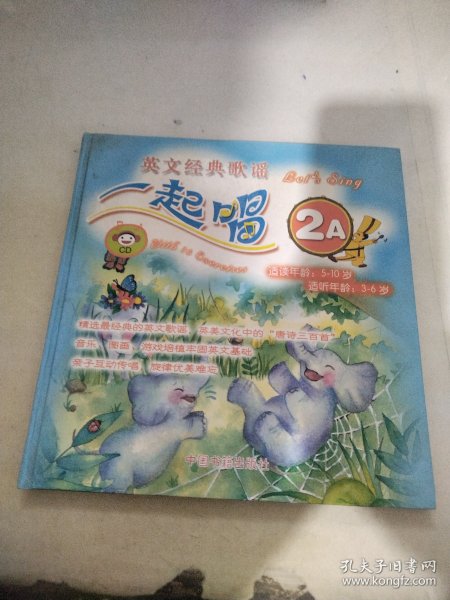 英文经典歌谣
Let's Sing
一起唱
2A
CD
适读年龄：5-10岁
适听年龄：3-6岁
精选最经典的英文歌谣，英美文化中的“唐诗三百首”
音乐、图画、游戏培植牢固英文基础
亲子互动传唱，旋律优美难忘
中国书籍出版社
孔夫子旧书网
www.kongfz.com